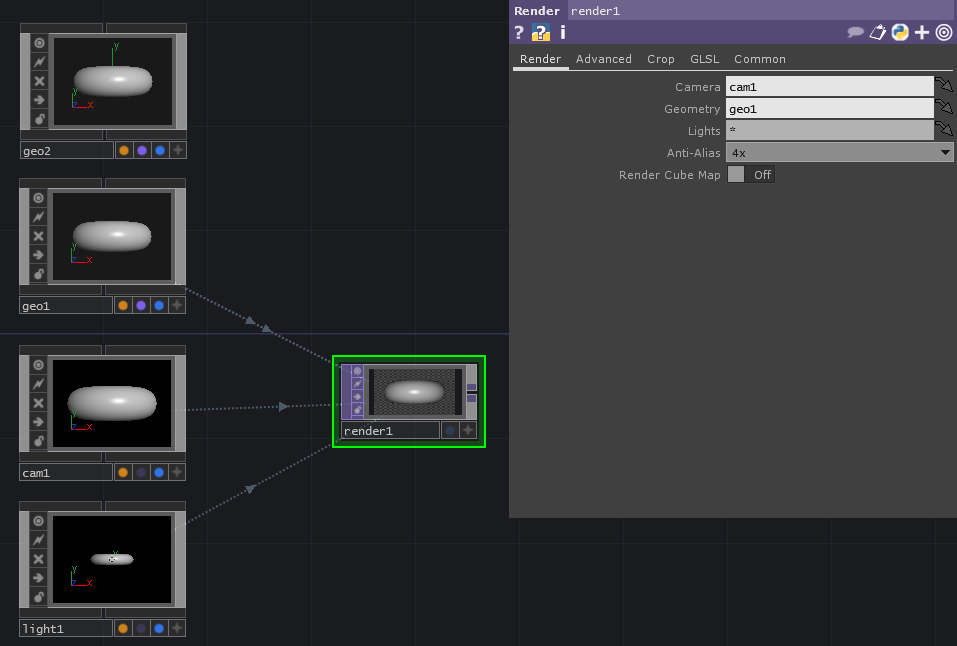 Render render1
? ? i
Render Advanced Crop GLSL Common
Camera cam1
Geometry geo1
Lights *
Anti-Alias 4x
Render Cube Map Off
y
y
z x
geo2
y
z x
geo1
y
z x
cam1
render1
y
y
z x
light1